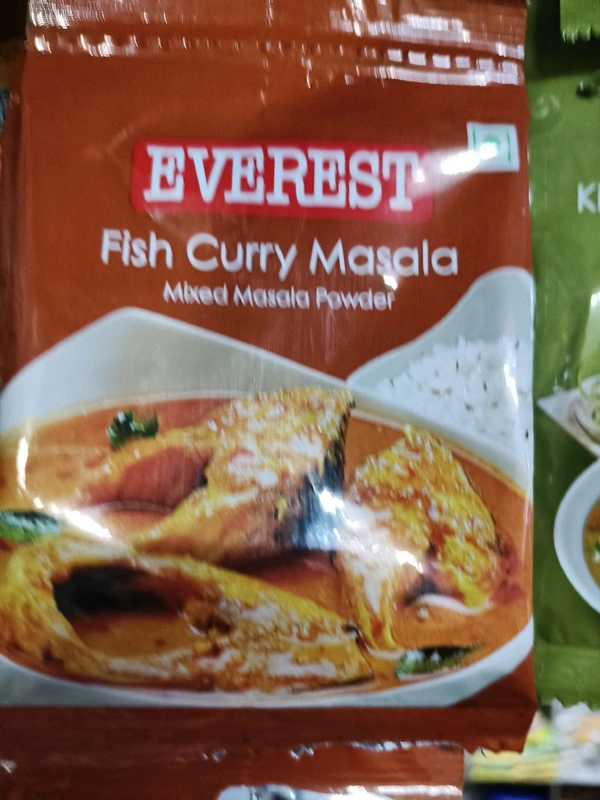 EVEREST
Fish Curry Masala
Mixed Masala Powder